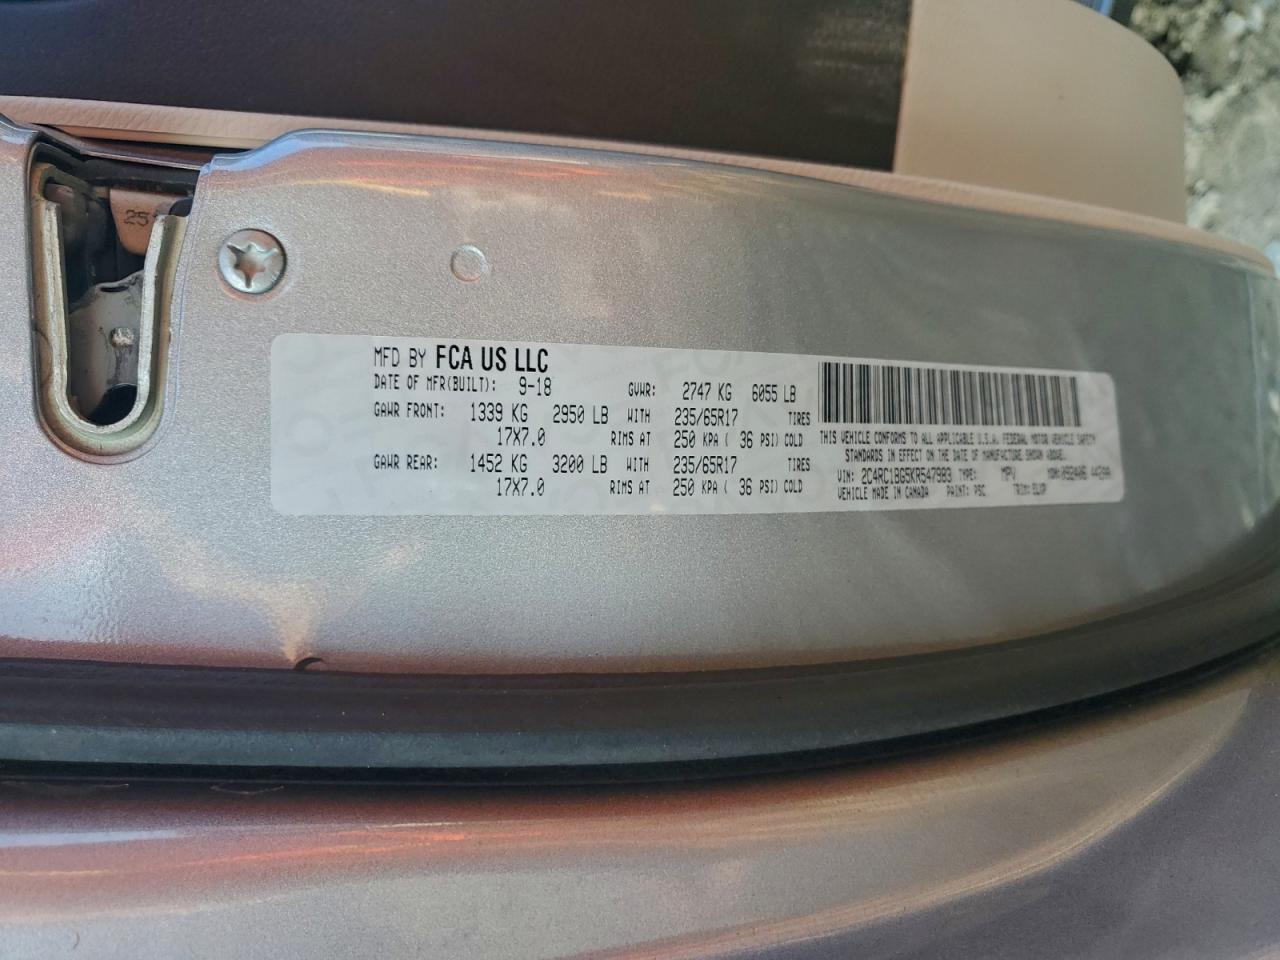 25
MFD BY FCA US LLC
DATE OF MFR(BUILT): 9-18 GVWR: 2747 KG 6055 LB
GAWR FRONT: 1339 KG 2950 LB WITH 235/65R17 TIRES
17X7.0 RIMS AT 250 KPA ( 36 PSI) COLD
GAWR REAR: 1452 KG 3200 LB WITH 235/65R17 TIRES
17X7.0 RIMS AT 250 KPA ( 36 PSI) COLD
THIS VEHICLE CONFORMS TO ALL APPLICABLE U.S.A. FEDERAL MOTOR VEHICLE SAFETY
STANDARDS IN EFFECT ON THE DATE OF MANUFACTURE SHOWN ABOVE.
VIN: 2C4RC1BG5KR547983 TYPE: MPV MDH:
VEHICLE MADE IN CANADA PAINT: PSC TRIM: